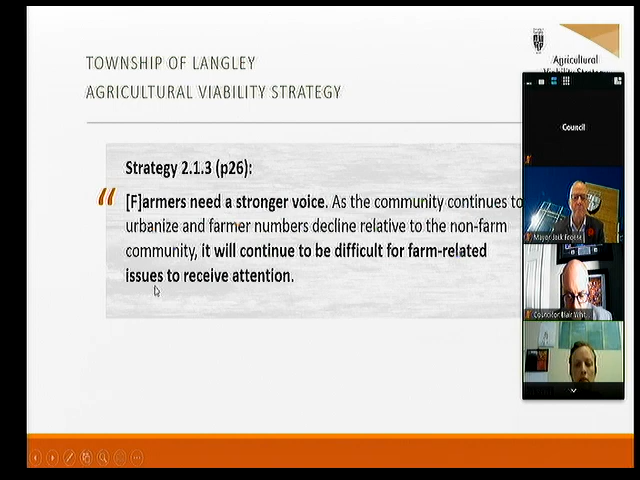 TOWNSHIP OF LANGLEY
AGRICULTURAL VIABILITY STRATEGY
Agricultural
Strategy 2.1.3 (p26):
“ [F]armers need a stronger voice. As the community continues to
urbanize and farmer numbers decline relative to the non-farm
community, it will continue to be difficult for farm-related
issues to receive attention.
Council
Mayor Jack Froese
Councillor Blair Whit